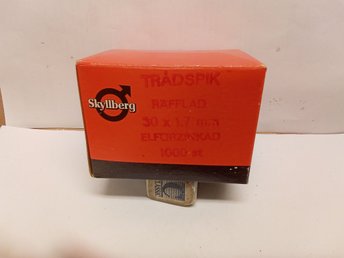 TRÅDSPIK
RÄFFLAD
Skyllberg
30 x 1.7 mm
ELFÖRZINKAD
1000 st